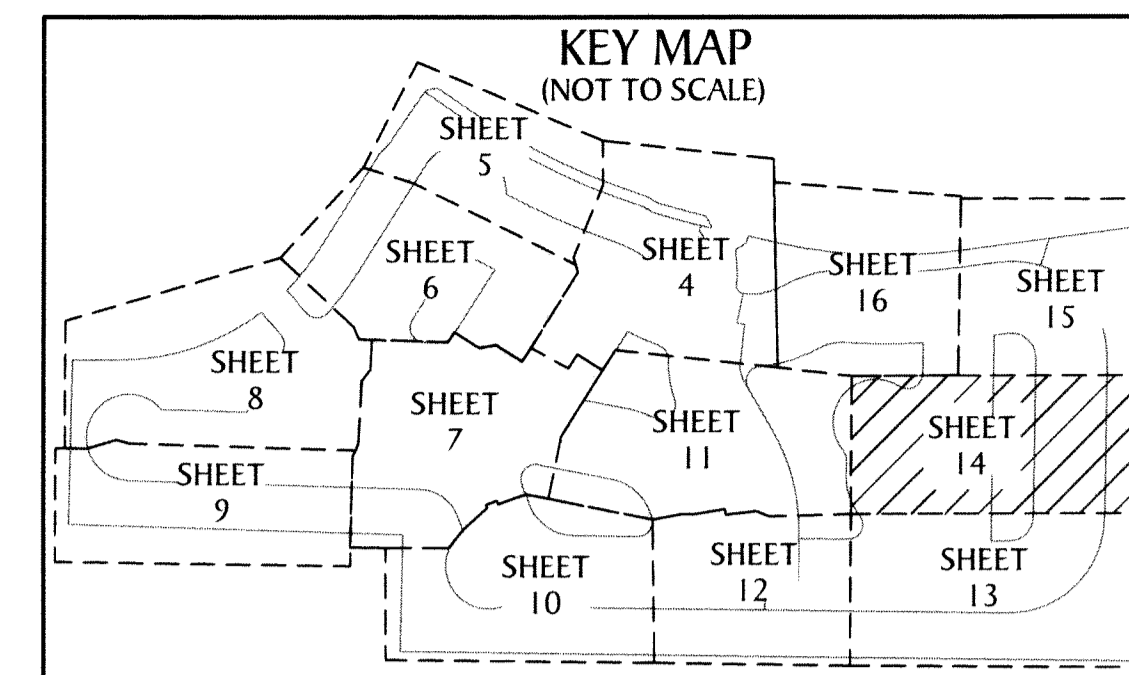 KEY MAP
(NOT TO SCALE)
SHEET
5
SHEET
6
SHEET
4
SHEET
16
SHEET
15
SHEET
8
SHEET
7
SHEET
11
SHEET
14
SHEET
9
SHEET
10
SHEET
12
SHEET
13